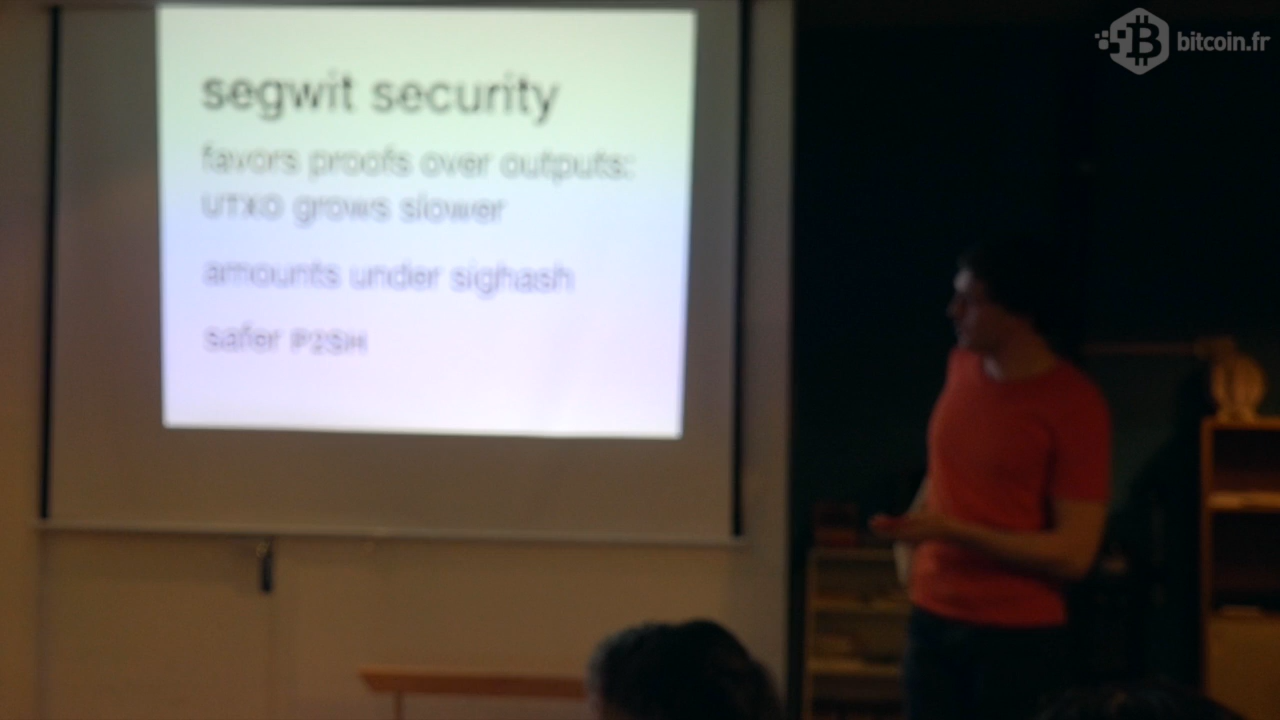 bitcoin.fr
segwit security
favors proofs over outputs:
UTXO grows slower
amounts under sighash
safer P2SH